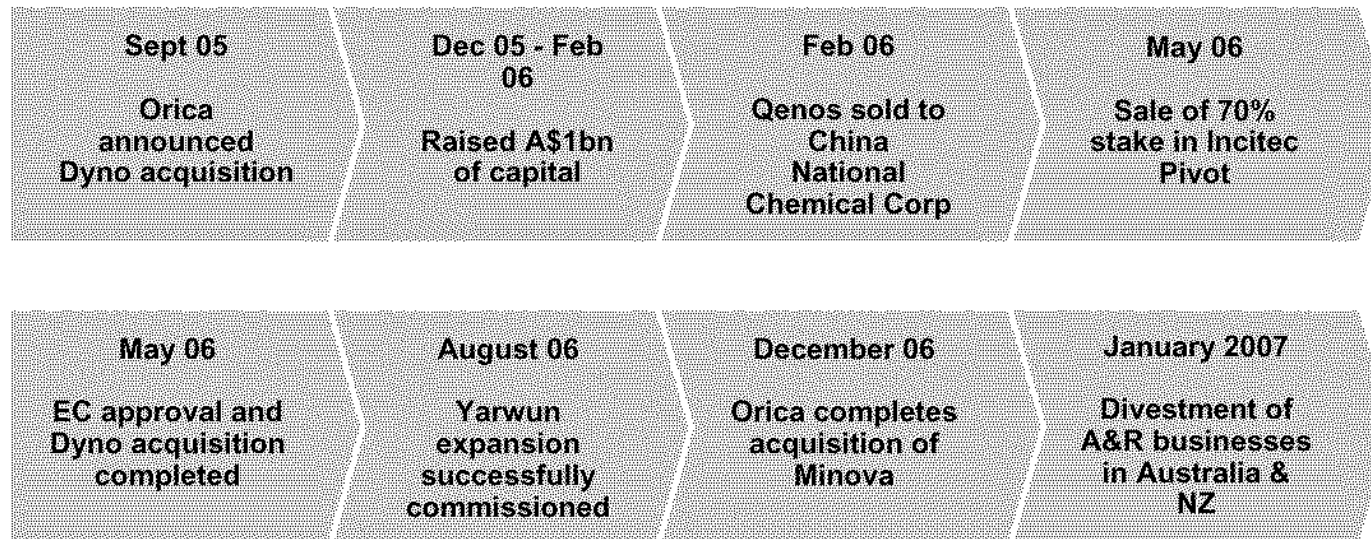 Sept 05
Orica
announced
Dyno acquisition
Dec 05 - Feb
06
Raised A$1bn
of capital
Feb 06
Qenos sold to
China
National
Chemical Corp
May 06
Sale of 70%
stake in Incitec
Pivot
May 06
EC approval and
Dyno acquisition
completed
August 06
Yarwun
expansion
successfully
commissioned
December 06
Orica completes
acquisition of
Minova
January 2007
Divestment of
A&R businesses
in Australia &
NZ